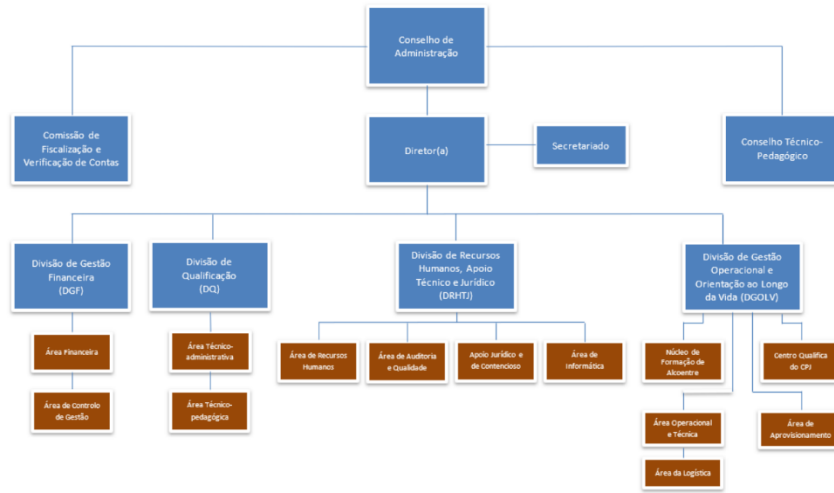 Conselho de
Administração
Comissão de
Fiscalização e
Verificação de Contas
Diretor(a)
Secretariado
Conselho Técnico-
Pedagógico
Divisão de Gestão
Financeira
(DGF)
Divisão de
Qualificação
(DQ)
Divisão de Recursos
Humanos, Apoio
Técnico e Jurídico
(DRHTJ)
Divisão de Gestão
Operacional e
Orientação ao Longo
da Vida (DGOLV)
Área Financeira
Área Técnico-
administrativa
Área de Recursos
Humanos
Área de Auditoria
e Qualidade
Apoio Jurídico e
de Contencioso
Área de
Informática
Núcleo de
Formação de
Alcoentre
Centro Qualifica
do CPJ
Área de Controlo
de Gestão
Área Técnico-
pedagógica
Área Operacional
e Técnica
Área de
Aprovisionamento
Área da Logística